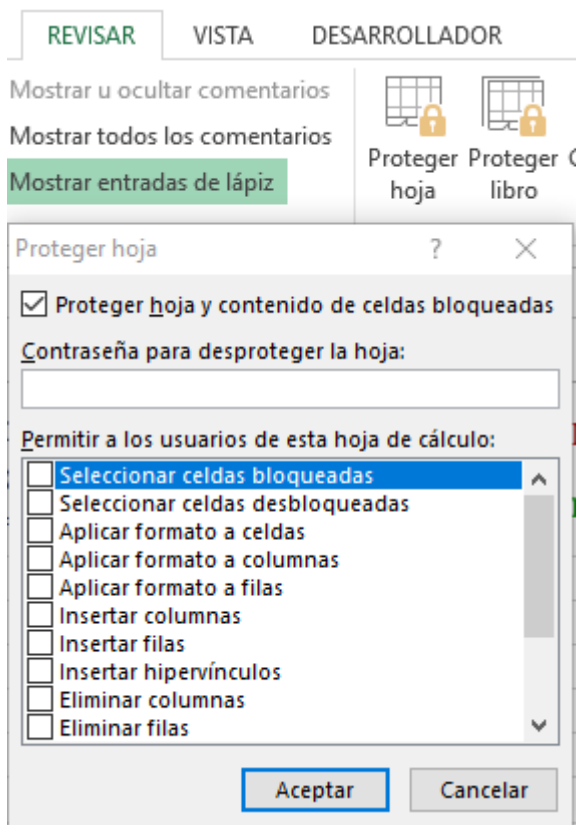 REVISAR VISTA DESARROLLADOR
Mostrar u ocultar comentarios
Mostrar todos los comentarios
Mostrar entradas de lápiz
Proteger hoja
Proteger libro
Proteger hoja ?
Proteger hoja y contenido de celdas bloqueadas
Contraseña para desproteger la hoja:
Permitir a los usuarios de esta hoja de cálculo:
Seleccionar celdas bloqueadas
Seleccionar celdas desbloqueadas
Aplicar formato a celdas
Aplicar formato a columnas
Aplicar formato a filas
Insertar columnas
Insertar filas
Insertar hipervínculos
Eliminar columnas
Eliminar filas
Aceptar Cancelar